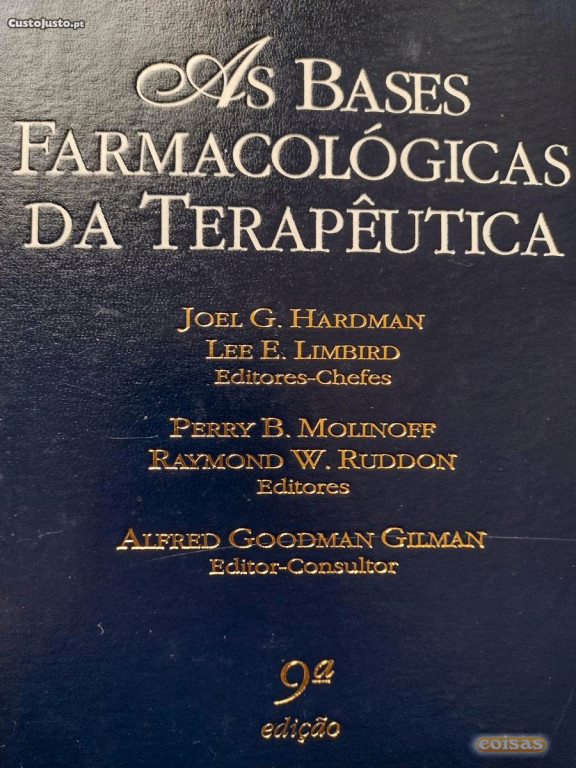 CustoJusto.pt
As Bases
Farmacológicas
da Terapêutica
Joel G. Hardman
Lee E. Limbird
Editores-Chefes
Perry B. Molinoff
Raymond W. Ruddon
Editores
Alfred Goodman Gilman
Editor-Consultor
9ª
edição
coisas